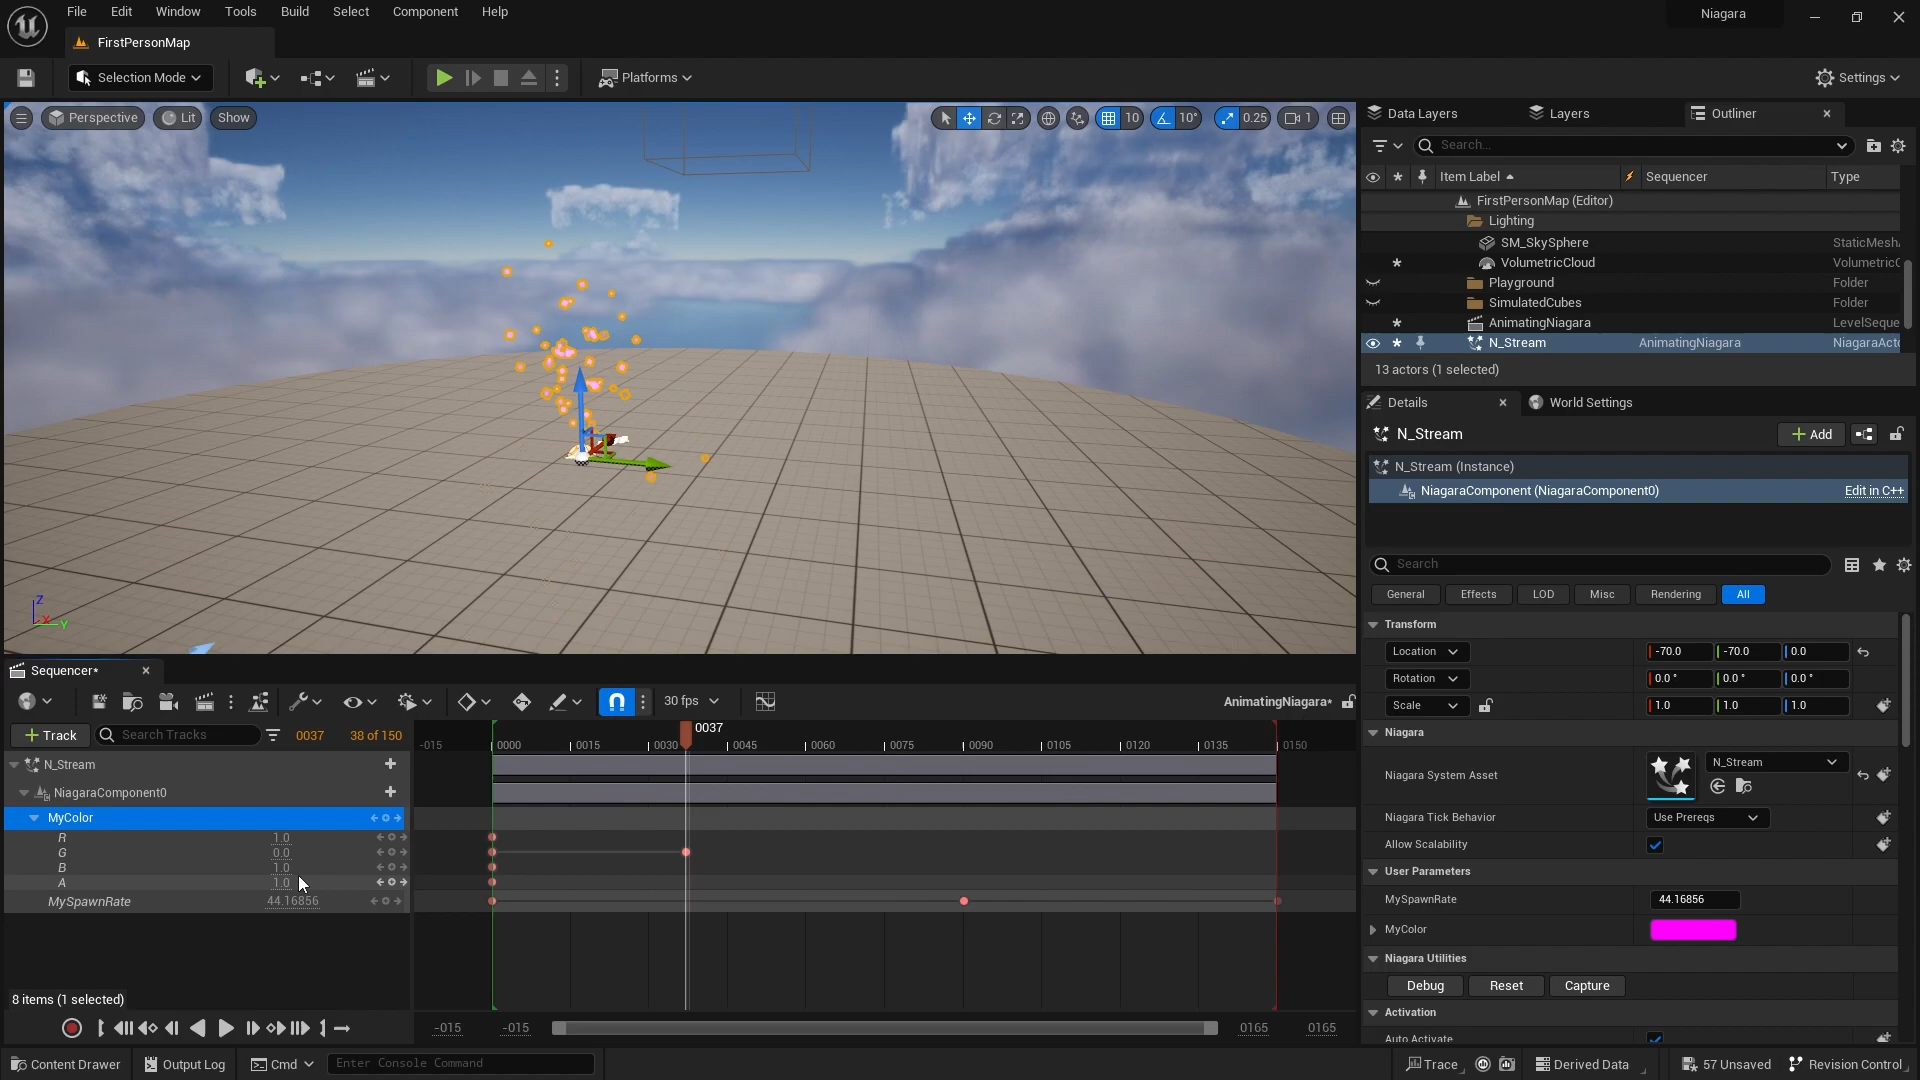 File Edit Window Tools Build Select Component Help
Niagara
FirstPersonMap
Selection Mode
Platforms
Settings
Perspective Lit Show
10 10° 0.25 1
Z
X Y
Data Layers Layers Outliner
Search...
Item Label Sequencer Type
FirstPersonMap (Editor)
Lighting
SM_SkySphere StaticMesh
VolumetricCloud VolumetricC
Playground Folder
SimulatedCubes Folder
AnimatingNiagara LevelSeque
N_Stream AnimatingNiagara NiagaraActo
13 actors (1 selected)
Details World Settings
N_Stream
Add
N_Stream (Instance)
NiagaraComponent (NiagaraComponent0) Edit in C++
Search
General Effects LOD Misc Rendering All
Transform
Location -70.0 -70.0 0.0
Rotation 0.0 ° 0.0 ° 0.0 °
Scale 1.0 1.0 1.0
Niagara
Niagara System Asset N_Stream
Niagara Tick Behavior Use Prereqs
Allow Scalability
User Parameters
MySpawnRate 44.16856
MyColor
Niagara Utilities
Debug Reset Capture
Activation
Auto Activate
Sequencer*
30 fps AnimatingNiagara*
Track Search Tracks 0037 38 of 150
0037
-015 0000 0015 0030 0045 0060 0075 0090 0105 0120 0135 0150
N_Stream
NiagaraComponent0
MyColor
R 1.0
G 0.0
B 1.0
A 1.0
MySpawnRate 44.16856
8 items (1 selected)
-015 -015 0165 0165
Content Drawer Output Log Cmd Enter Console Command
Trace Derived Data 57 Unsaved Revision Control